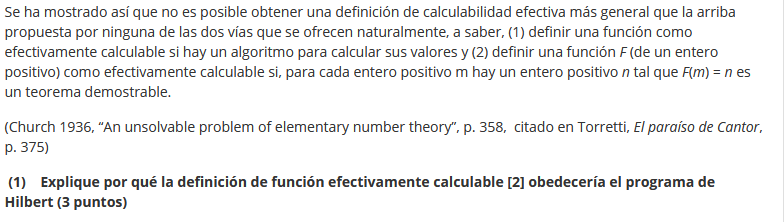 Se ha mostrado así que no es posible obtener una definición de calculabilidad efectiva más general que la arriba
propuesta por ninguna de las dos vías que se ofrecen naturalmente, a saber, (1) definir una función como
efectivamente calculable si hay un algoritmo para calcular sus valores y (2) definir una función F (de un entero
positivo) como efectivamente calculable si, para cada entero positivo m hay un entero positivo n tal que F(m) = n es
un teorema demostrable.
(Church 1936, “An unsolvable problem of elementary number theory”, p. 358, citado en Torretti, El paraíso de Cantor,
p. 375)
(1) Explique por qué la definición de función efectivamente calculable [2] obedecería el programa de
Hilbert (3 puntos)